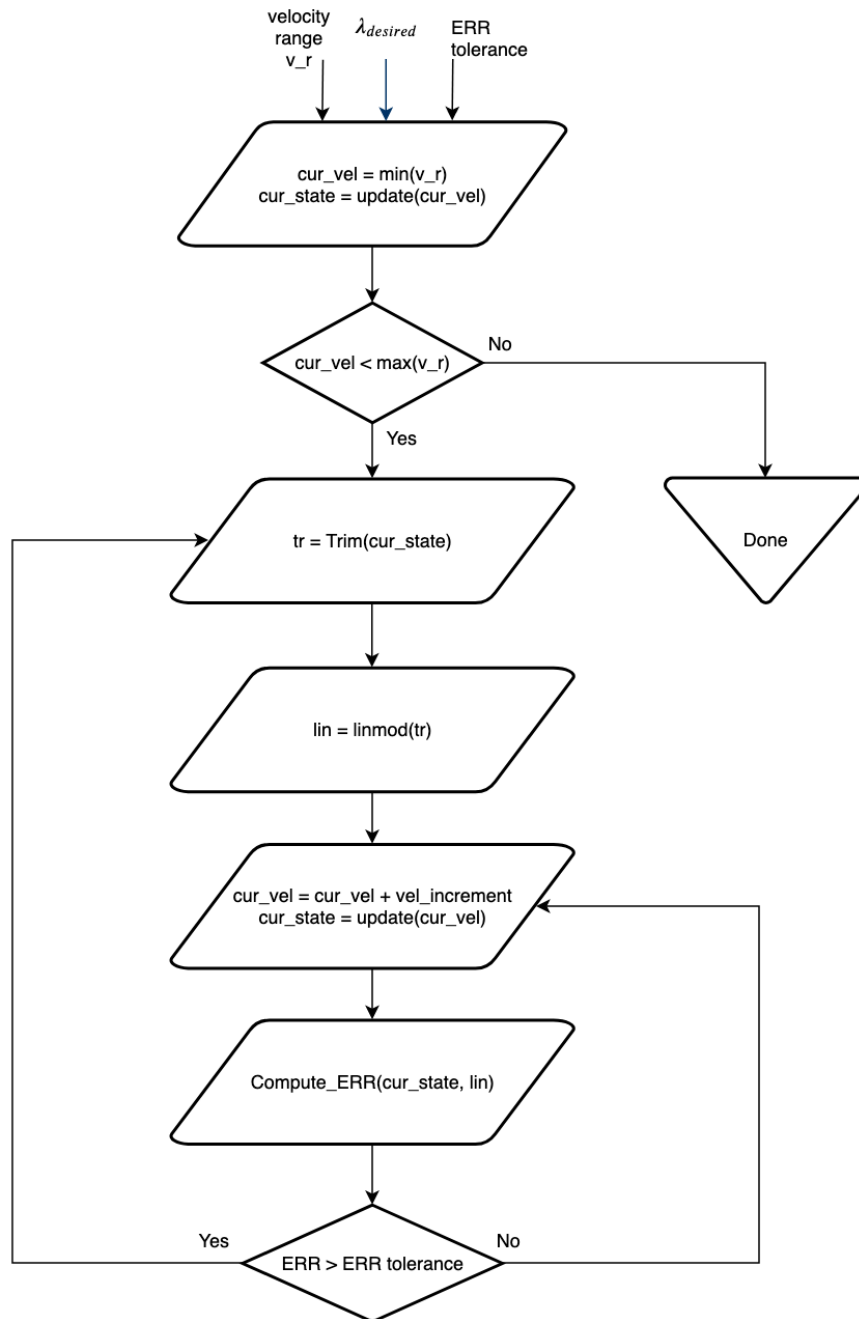 velocity
range
v_r
λ_desired
ERR
tolerance
cur_vel = min(v_r)
cur_state = update(cur_vel)
cur_vel < max(v_r)
No
Yes
tr = Trim(cur_state)
Done
lin = linmod(tr)
cur_vel = cur_vel + vel_increment
cur_state = update(cur_vel)
Compute_ERR(cur_state, lin)
Yes
ERR > ERR tolerance
No